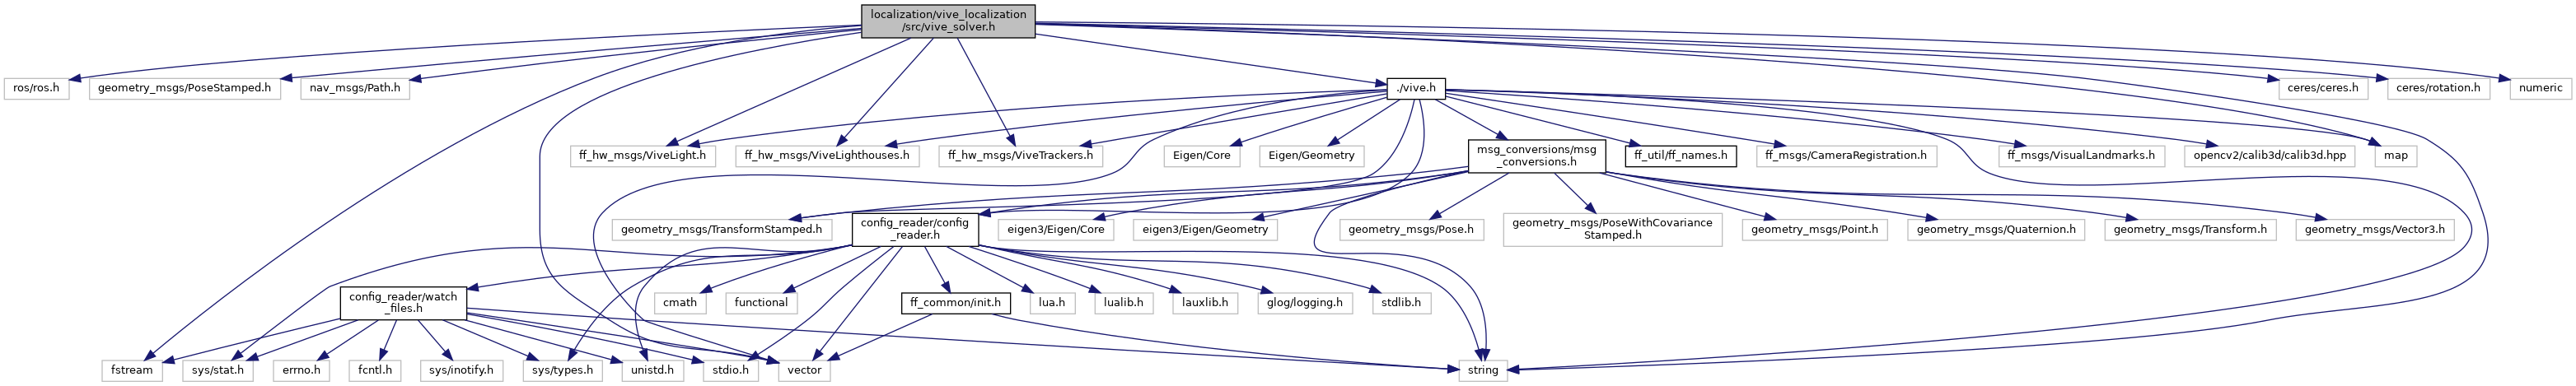 localization/vive_localization
/src/vive_solver.h
ros/ros.h
geometry_msgs/PoseStamped.h
nav_msgs/Path.h
./vive.h
ceres/ceres.h
ceres/rotation.h
numeric
ff_hw_msgs/ViveLight.h
ff_hw_msgs/ViveLighthouses.h
ff_hw_msgs/ViveTrackers.h
Eigen/Core
Eigen/Geometry
msg_conversions/msg
_conversions.h
ff_util/ff_names.h
ff_msgs/CameraRegistration.h
ff_msgs/VisualLandmarks.h
opencv2/calib3d/calib3d.hpp
map
geometry_msgs/TransformStamped.h
config_reader/config
_reader.h
eigen3/Eigen/Core
eigen3/Eigen/Geometry
geometry_msgs/Pose.h
geometry_msgs/PoseWithCovariance
Stamped.h
geometry_msgs/Point.h
geometry_msgs/Quaternion.h
geometry_msgs/Transform.h
geometry_msgs/Vector3.h
config_reader/watch
_files.h
cmath
functional
ff_common/init.h
lua.h
lualib.h
lauxlib.h
glog/logging.h
stdlib.h
fstream
sys/stat.h
errno.h
fcntl.h
sys/inotify.h
sys/types.h
unistd.h
stdio.h
vector
string